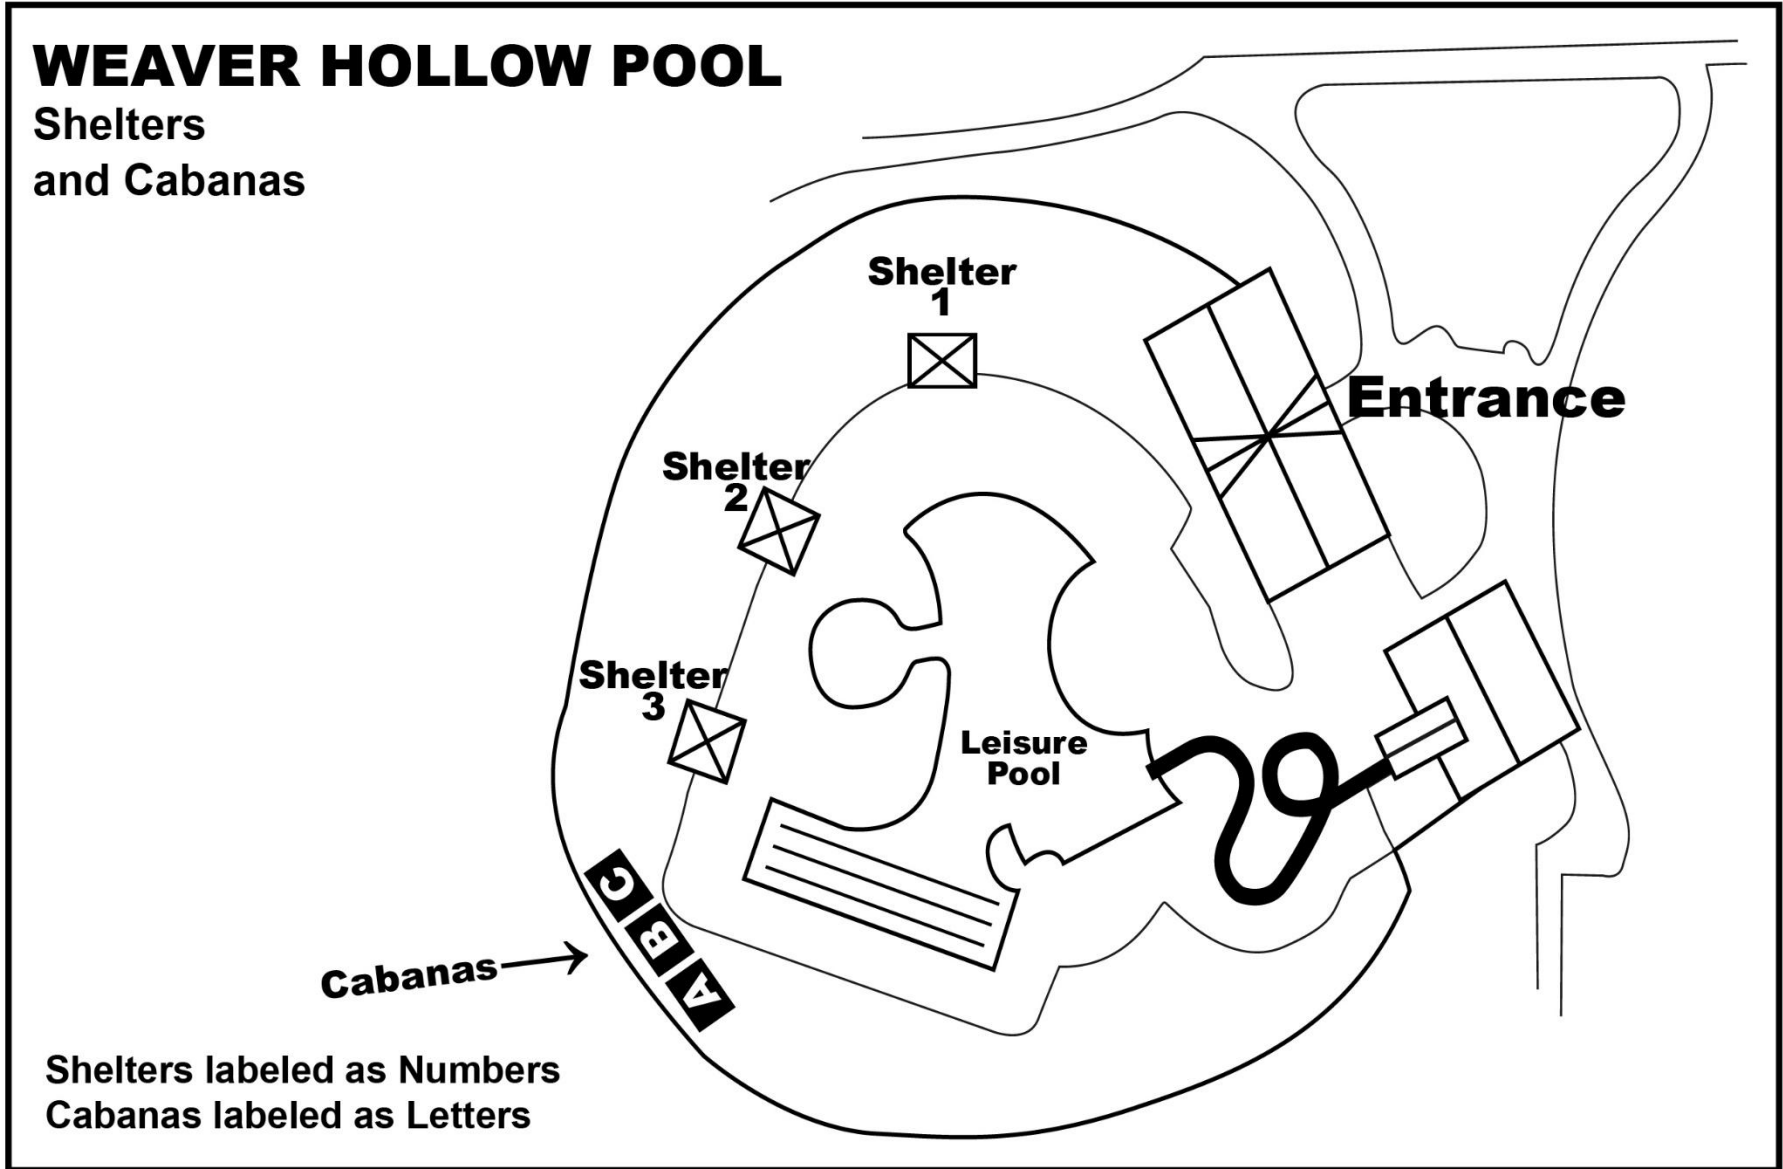 WEAVER HOLLOW POOL
Shelters
and Cabanas
Shelter
1
Entrance
Shelter
2
Shelter
3
Leisure
Pool
C
B
A
Cabanas
Shelters labeled as Numbers
Cabanas labeled as Letters